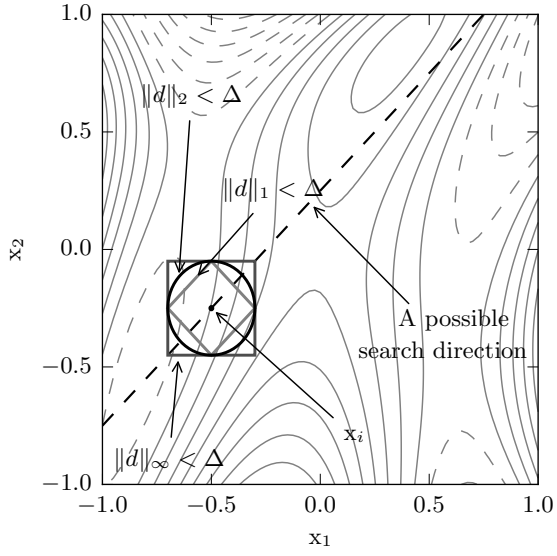 1.0
0.5
0.0
−0.5
−1.0
x₂
‖d‖₂ < Δ
‖d‖₁ < Δ
A possible
search direction
xᵢ
‖d‖∞ < Δ
−1.0 −0.5 0.0 0.5 1.0
x₁